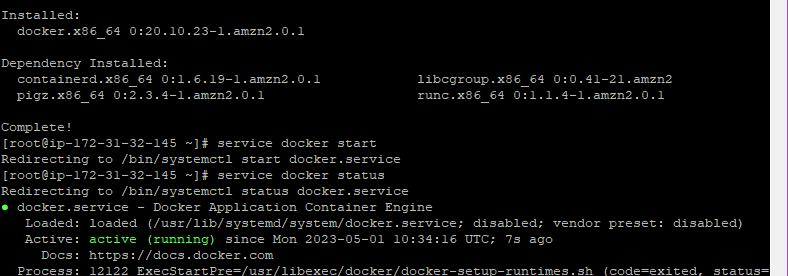 Installed:
docker.x86_64 0:20.10.23-1.amzn2.0.1
Dependency Installed:
containerd.x86_64 0:1.6.19-1.amzn2.0.1 libcgroup.x86_64 0:0.41-21.amzn2
pigz.x86_64 0:2.3.4-1.amzn2.0.1 runc.x86_64 0:1.1.4-1.amzn2.0.1
Complete!
[root@ip-172-31-32-145 ~]# service docker start
Redirecting to /bin/systemctl start docker.service
[root@ip-172-31-32-145 ~]# service docker status
Redirecting to /bin/systemctl status docker.service
● docker.service - Docker Application Container Engine
Loaded: loaded (/usr/lib/systemd/system/docker.service; disabled; vendor preset: disabled)
Active: active (running) since Mon 2023-05-01 10:34:16 UTC; 7s ago
Docs: https://docs.docker.com
Process: 12122 ExecStartPre=/usr/libexec/docker/docker-setup-runtimes.sh (code=exited, status=